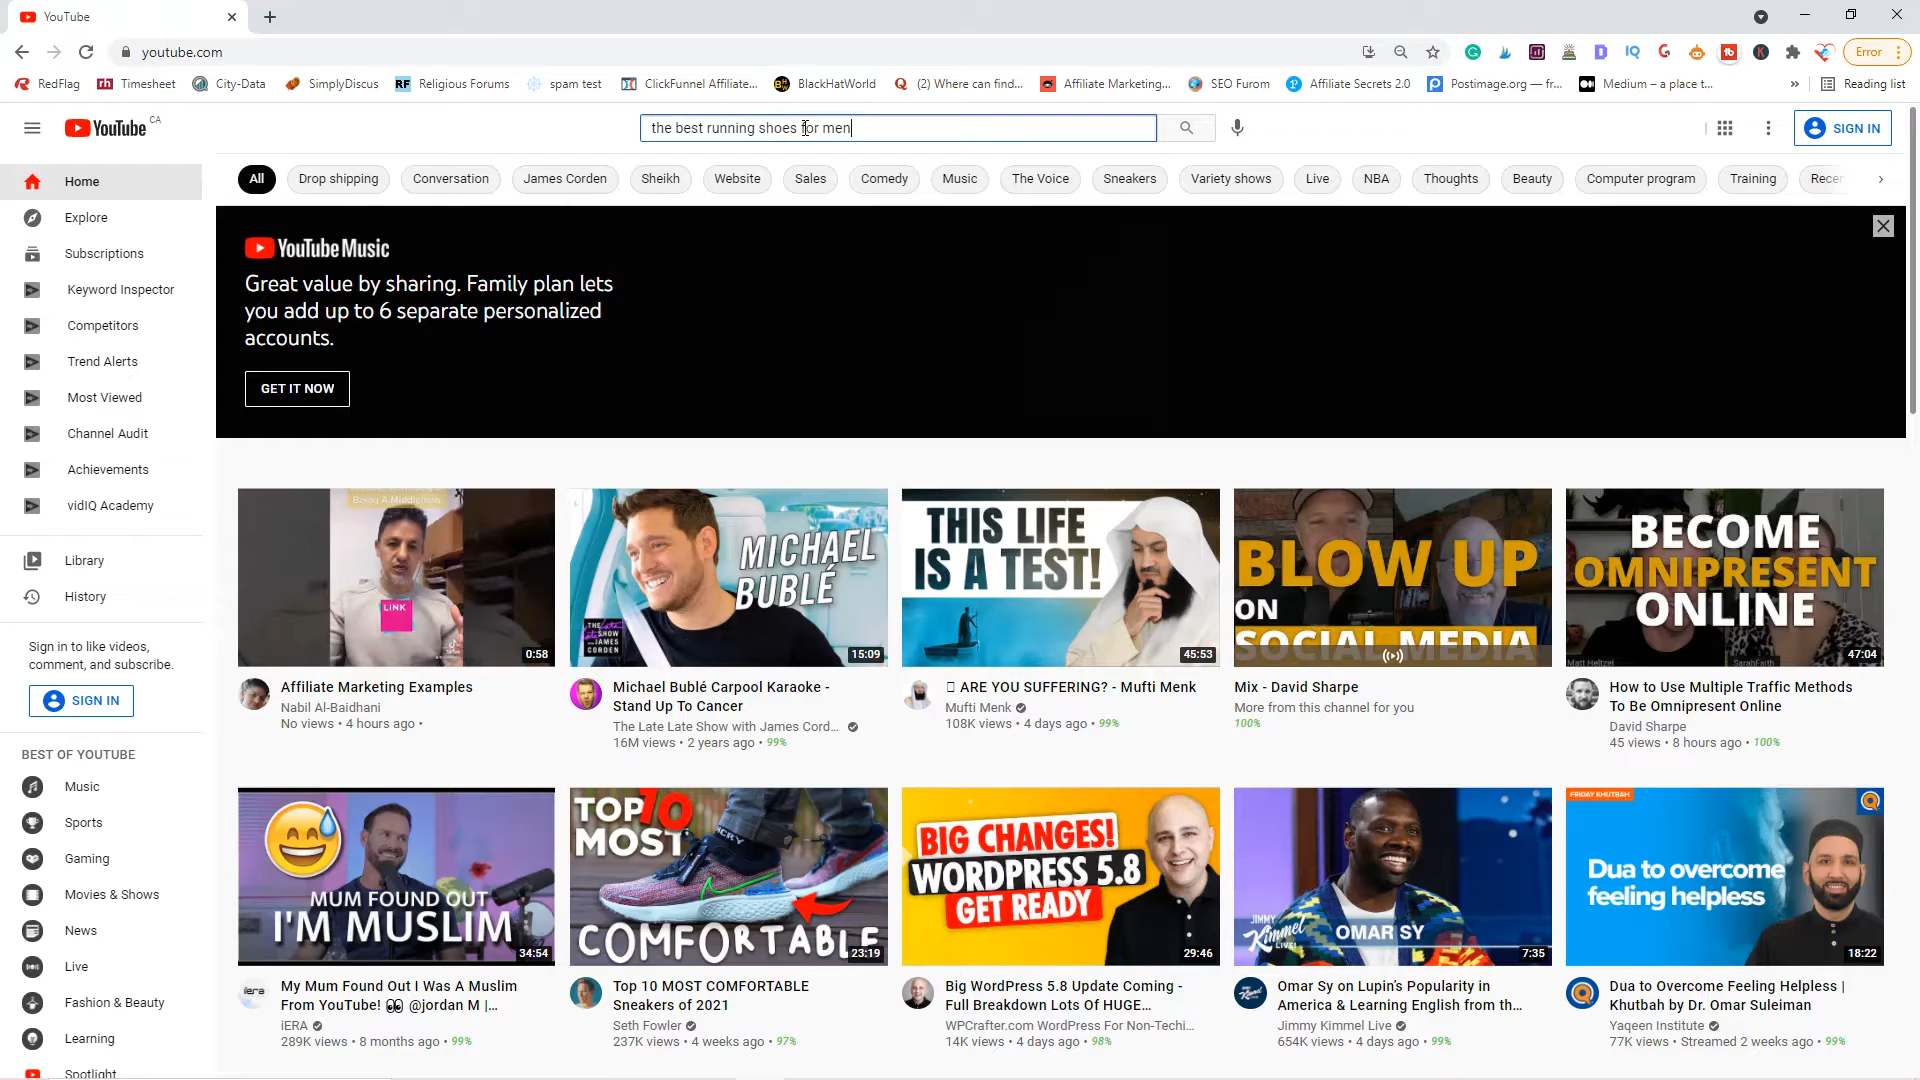 YouTube
youtube.com
Error
RedFlag
Timesheet
City-Data
SimplyDiscus
RF Religious Forums
spam test
ClickFunnel Affiliate...
BlackHatWorld
(2) Where can find...
Affiliate Marketing...
SEO Furom
Affiliate Secrets 2.0
Postimage.org — fr...
Medium – a place t...
»
Reading list
YouTube CA
the best running shoes for men
SIGN IN
All
Drop shipping
Conversation
James Corden
Sheikh
Website
Sales
Comedy
Music
The Voice
Sneakers
Variety shows
Live
NBA
Thoughts
Beauty
Computer program
Training
Recen
Home
Explore
Subscriptions
Keyword Inspector
Competitors
Trend Alerts
Most Viewed
Channel Audit
Achievements
vidIQ Academy
Library
History
Sign in to like videos,
comment, and subscribe.
SIGN IN
BEST OF YOUTUBE
Music
Sports
Gaming
Movies & Shows
News
Live
Fashion & Beauty
Learning
Spotlight
YouTube Music
Great value by sharing. Family plan lets
you add up to 6 separate personalized
accounts.
GET IT NOW
Being A Middleman
LINK
0:58
Affiliate Marketing Examples
Nabil Al-Baidhani
No views • 4 hours ago •
MICHAEL
BUBLÉ
THE LATE LATE SHOW WITH JAMES CORDEN
15:09
Michael Bublé Carpool Karaoke -
Stand Up To Cancer
The Late Late Show with James Cord...
16M views • 2 years ago • 99%
THIS LIFE
IS A TEST!
45:53
ARE YOU SUFFERING? - Mufti Menk
Mufti Menk
108K views • 4 days ago • 99%
BLOW UP
ON
SOCIAL MEDIA
Mix - David Sharpe
More from this channel for you
100%
BECOME
OMNIPRESENT
ONLINE
Matt Hetzel
SarahFaith
47:04
How to Use Multiple Traffic Methods
To Be Omnipresent Online
David Sharpe
45 views • 8 hours ago • 100%
MUM FOUND OUT
I'M MUSLIM
34:54
iera
My Mum Found Out I Was A Muslim
From YouTube! 👀 @jordan M |...
iERA
289K views • 8 months ago • 99%
TOP 10
MOST
COMFORTABLE
23:19
Top 10 MOST COMFORTABLE
Sneakers of 2021
Seth Fowler
237K views • 4 weeks ago • 97%
BIG CHANGES!
WORDPRESS 5.8
GET READY
29:46
Big WordPress 5.8 Update Coming -
Full Breakdown Lots Of HUGE...
WPCrafter.com WordPress For Non-Techi...
14K views • 4 days ago • 98%
JIMMY
Kimmel
LIVE!
OMAR SY
7:35
Omar Sy on Lupin's Popularity in
America & Learning English from th...
Jimmy Kimmel Live
654K views • 4 days ago • 99%
FRIDAY KHUTBAH
Dua to overcome
feeling helpless
18:22
Dua to Overcome Feeling Helpless |
Khutbah by Dr. Omar Suleiman
Yaqeen Institute
77K views • Streamed 2 weeks ago • 99%